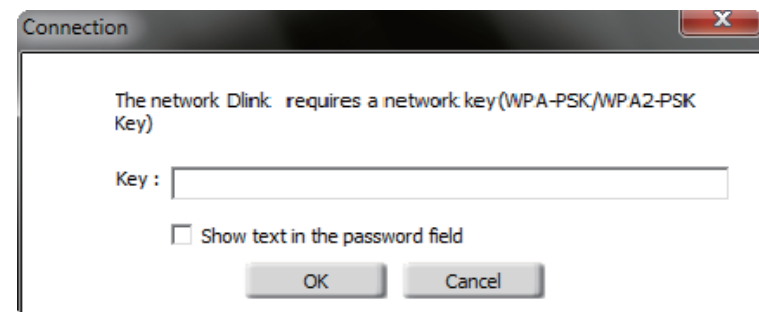 Connection
X
The network Dlink requires a network key(WPA-PSK/WPA2-PSK
Key)
Key :
Show text in the password field
OK Cancel